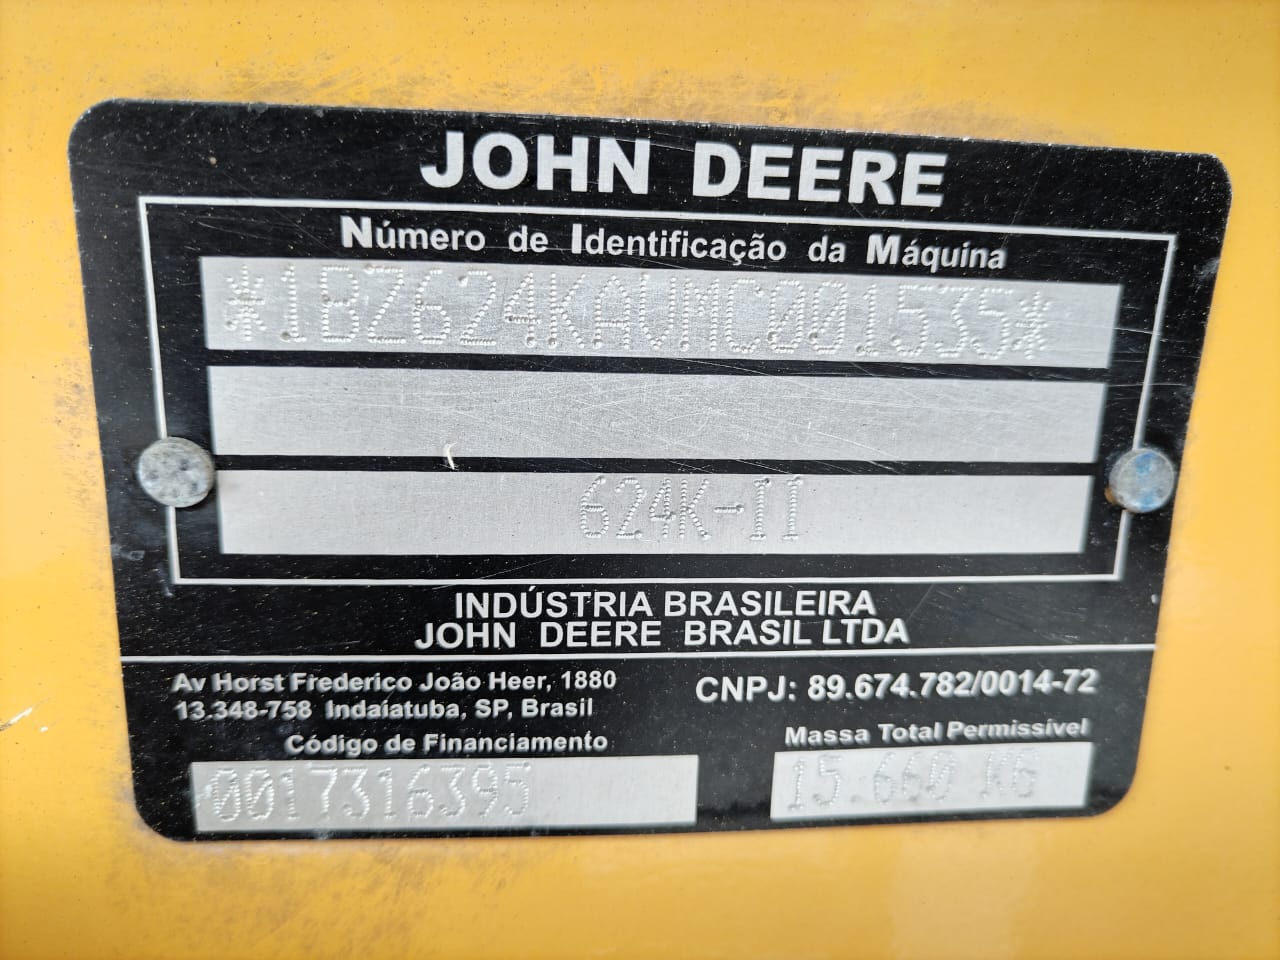 JOHN DEERE
Número de Identificação da Máquina
*1BZ624KAVMC001535*
624K-II
INDÚSTRIA BRASILEIRA
JOHN DEERE BRASIL LTDA
Av Horst Frederico João Heer, 1880
13.348-758 Indaiatuba, SP, Brasil
CNPJ: 89.674.782/0014-72
Código de Financiamento
0017316395
Massa Total Permissível
15.660 KG